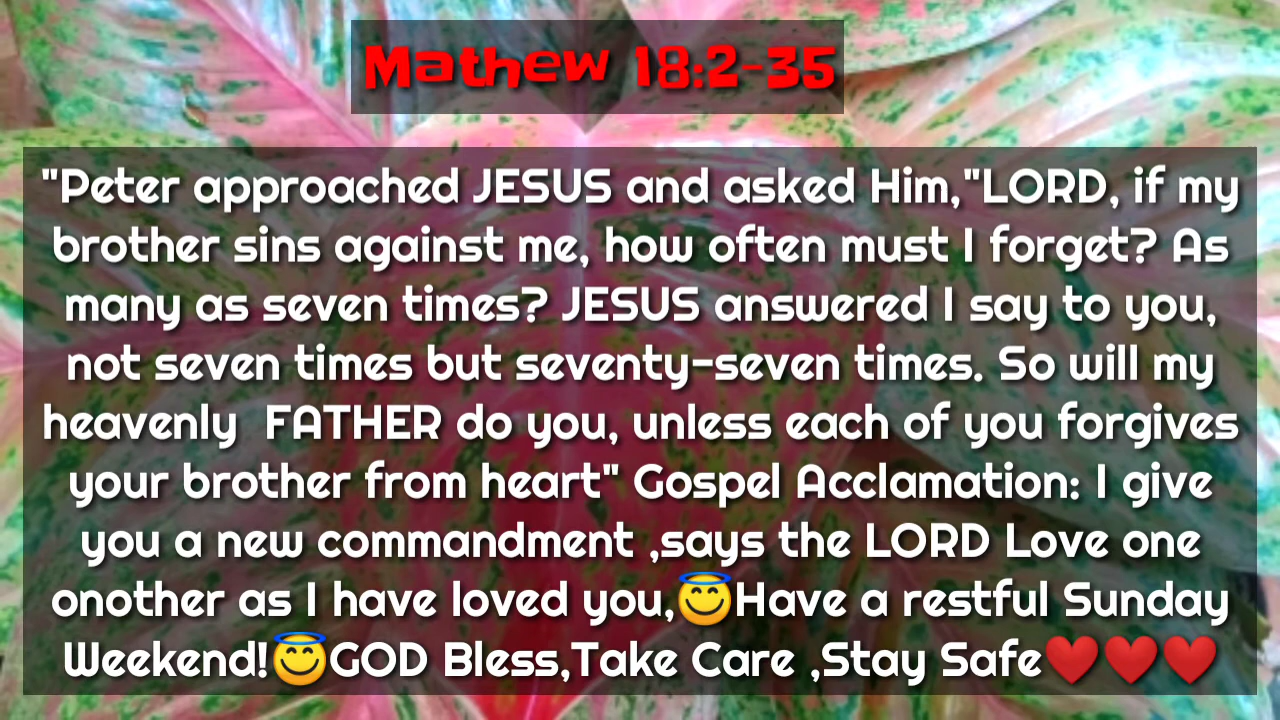 Mathew 18:2-35
"Peter approached JESUS and asked Him,"LORD, if my
brother sins against me, how often must I forget? As
many as seven times? JESUS answered I say to you,
not seven times but seventy-seven times. So will my
heavenly  FATHER do you, unless each of you forgives
your brother from heart" Gospel Acclamation: I give
you a new commandment ,says the LORD Love one
onother as I have loved you,😇Have a restful Sunday
Weekend!😇GOD Bless,Take Care ,Stay Safe❤️❤️❤️